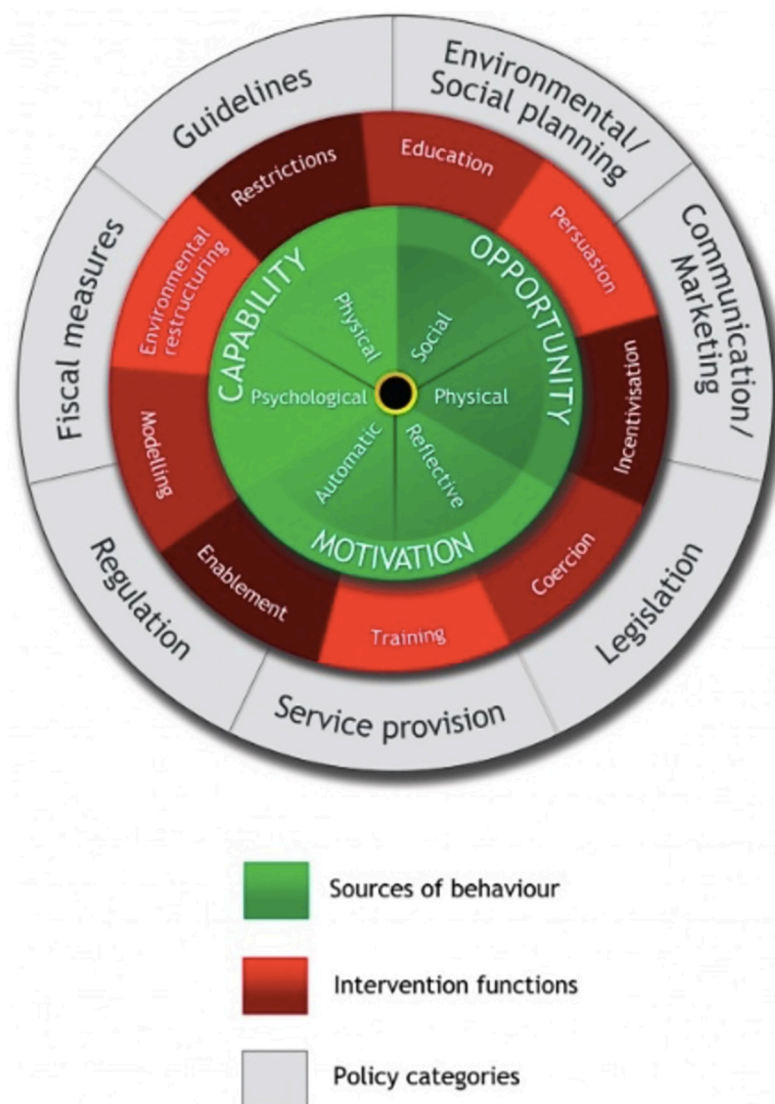 Guidelines
Environmental/
Social planning
Communication/
Marketing
Legislation
Service provision
Regulation
Fiscal measures
Restrictions
Education
Persuasion
Incentivisation
Coercion
Training
Enablement
Modelling
Environmental
restructuring
CAPABILITY
OPPORTUNITY
MOTIVATION
Physical
Social
Psychological
Physical
Automatic
Reflective
Sources of behaviour
Intervention functions
Policy categories